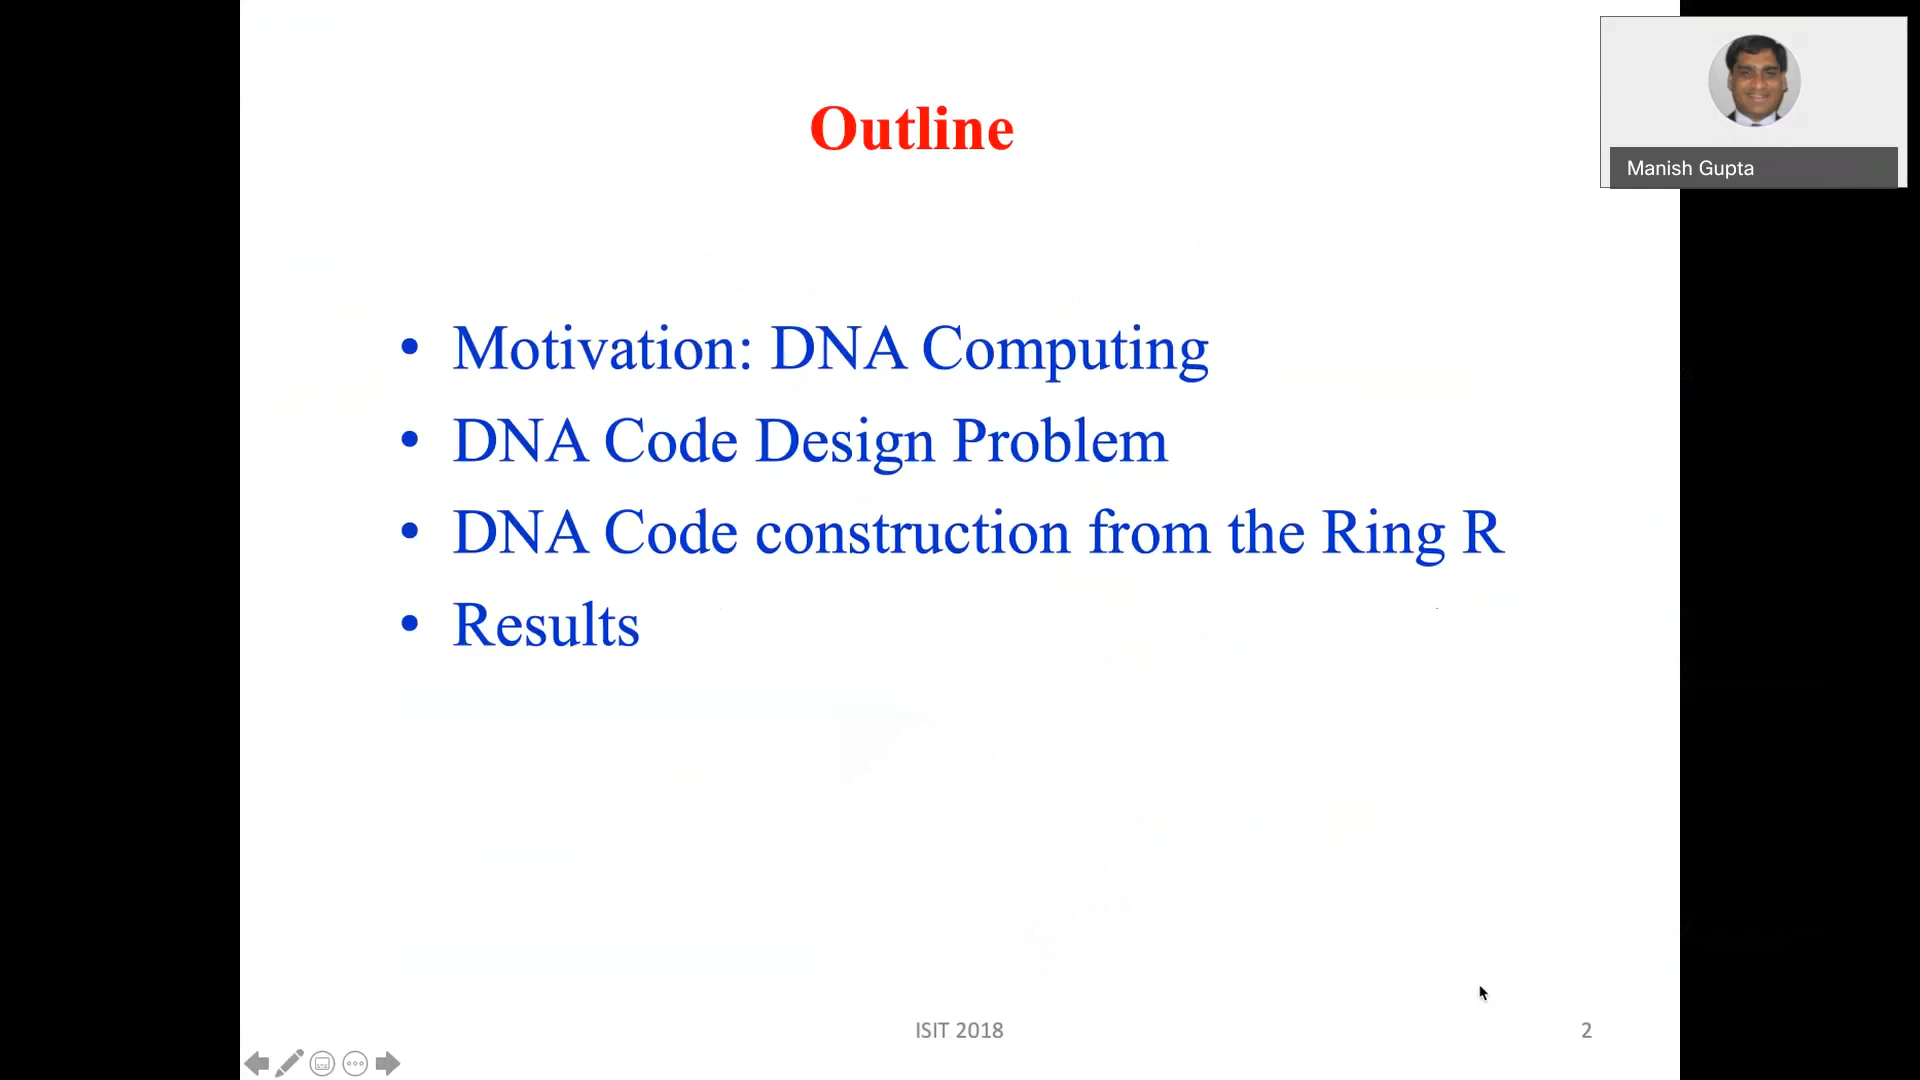 Outline
Manish Gupta
• Motivation: DNA Computing
• DNA Code Design Problem
• DNA Code construction from the Ring R
• Results
ISIT 2018
2